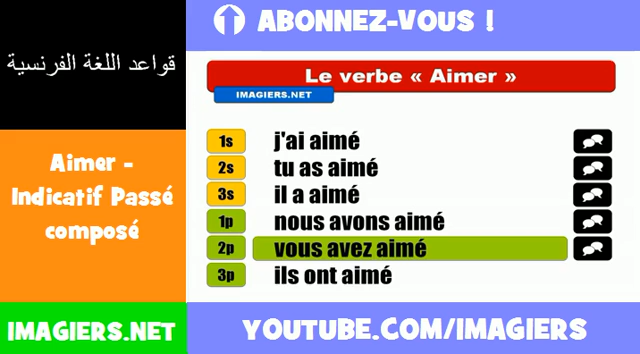 قواعد اللغة الفرنسية
Aimer -
Indicatif Passé
composé
IMAGIERS.NET
ABONNEZ-VOUS !
Le verbe « Aimer »
IMAGIERS.NET
1s j'ai aimé
2s tu as aimé
3s il a aimé
1p nous avons aimé
2p vous avez aimé
3p ils ont aimé
YOUTUBE.COM/IMAGIERS